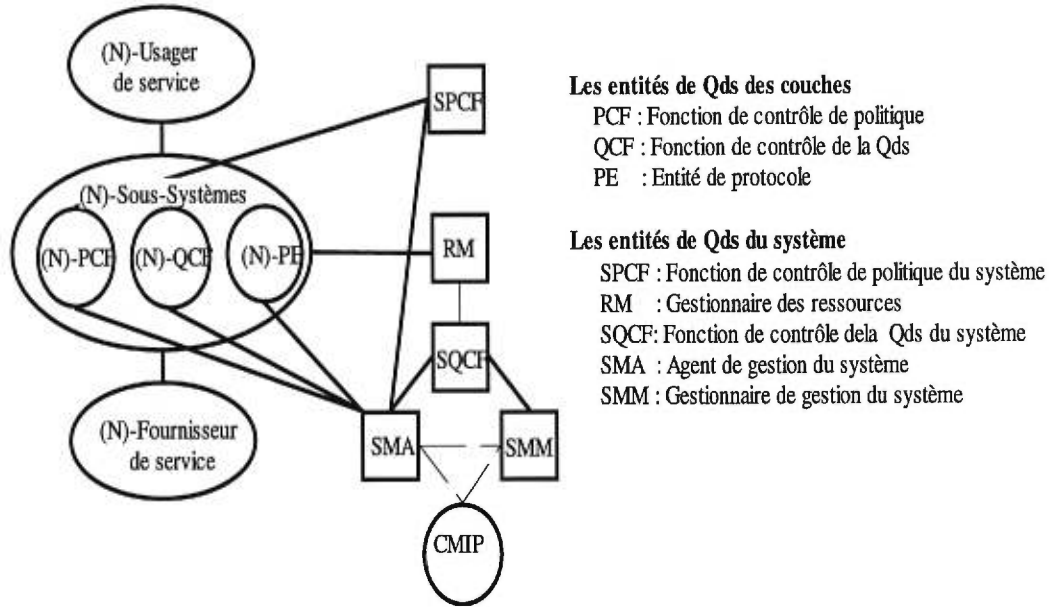 (N)-Usager
de service
SPCF
(N)-Sous-Systèmes
(N)-PCF
(N)-QCF
(N)-PE
RM
SQCF
(N)-Fournisseur
de service
SMA
SMM
CMIP
Les entités de Qds des couches
PCF : Fonction de contrôle de politique
QCF : Fonction de contrôle de la Qds
PE : Entité de protocole
Les entités de Qds du système
SPCF : Fonction de contrôle de politique du système
RM : Gestionnaire des ressources
SQCF: Fonction de contrôle dela Qds du système
SMA : Agent de gestion du système
SMM : Gestionnaire de gestion du système